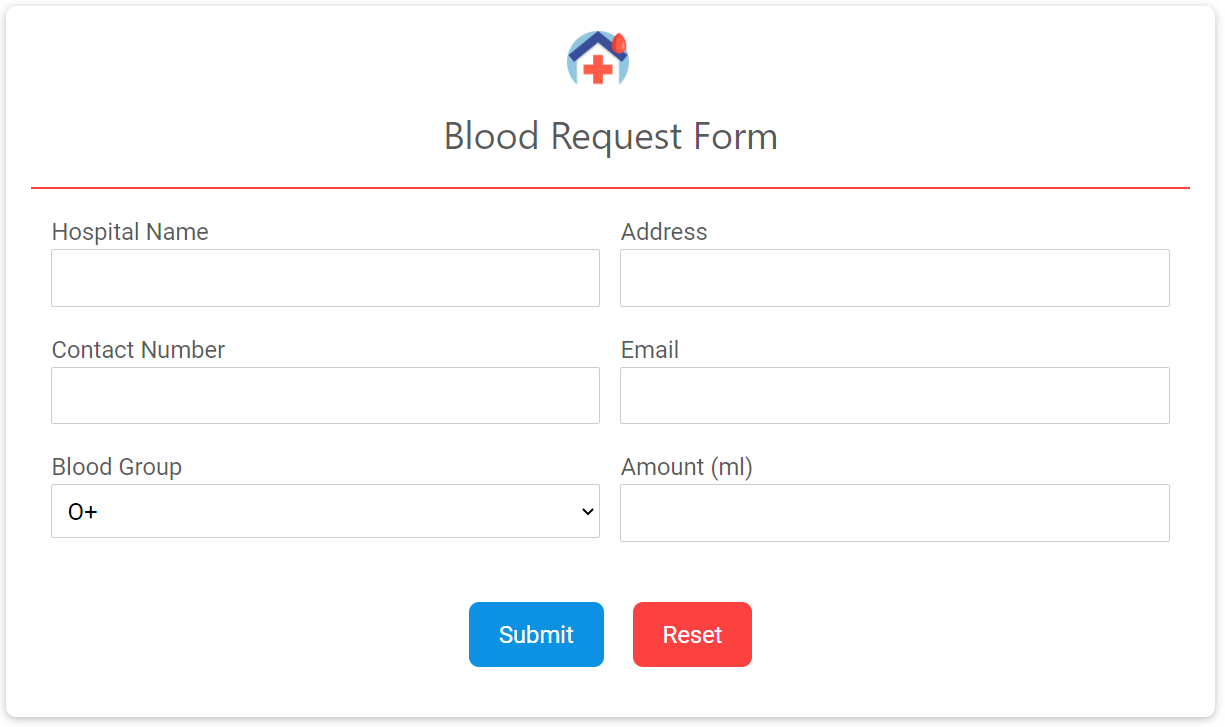 Blood Request Form
Hospital Name
Address
Contact Number
Email
Blood Group
Amount (ml)
O+
Submit
Reset